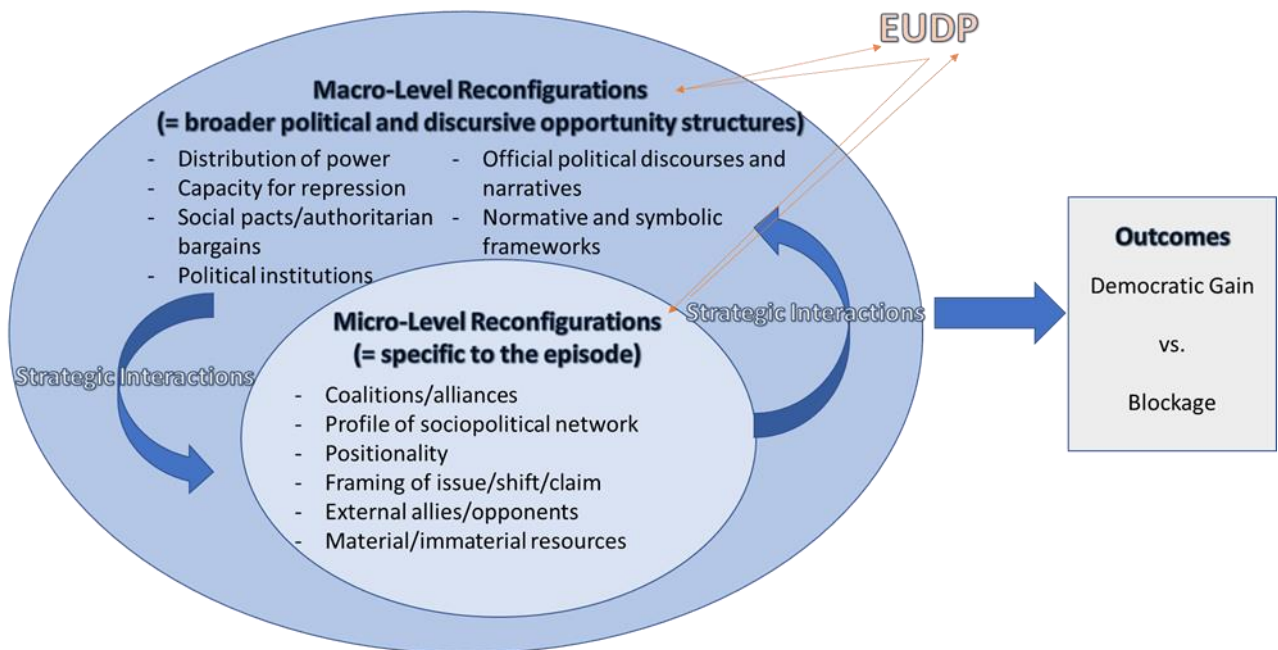 EUDP
Macro-Level Reconfigurations
(= broader political and discursive opportunity structures)
- Distribution of power
- Capacity for repression
- Social pacts/authoritarian
bargains
- Political institutions
- Official political discourses and
narratives
- Normative and symbolic
frameworks
Strategic Interactions
Micro-Level Reconfigurations
(= specific to the episode)
- Coalitions/alliances
- Profile of sociopolitical network
- Positionality
- Framing of issue/shift/claim
- External allies/opponents
- Material/immaterial resources
Strategic Interactions
Outcomes
Democratic Gain
vs.
Blockage